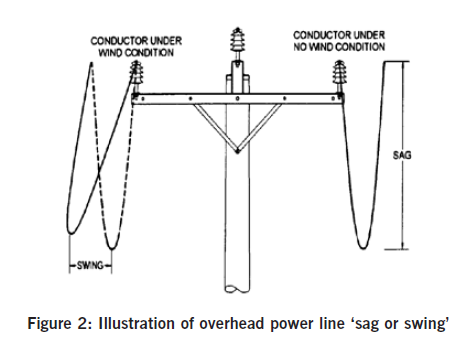 CONDUCTOR UNDER
WIND CONDITION
CONDUCTOR UNDER
NO WIND CONDITION
SAG
SWING
Figure 2: Illustration of overhead power line ‘sag or swing’